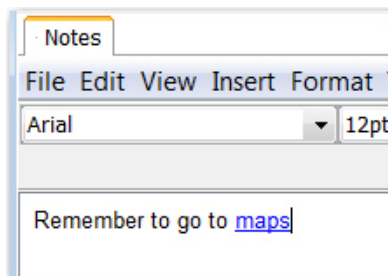 Notes
File Edit View Insert Format
Arial 12pt
Remember to go to maps